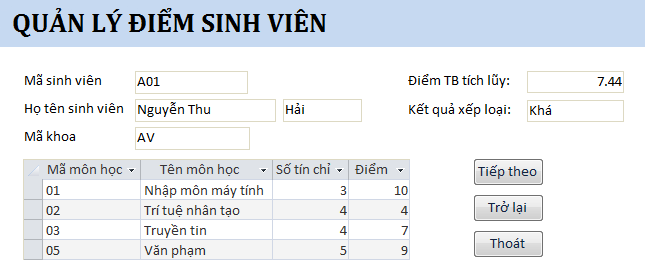 QUẢN LÝ ĐIỂM SINH VIÊN
Mã sinh viên A01 Điểm TB tích lũy: 7.44
Họ tên sinh viên Nguyễn Thu Hải Kết quả xếp loại: Khá
Mã khoa AV
Mã môn học Tên môn học Số tín chỉ Điểm
01 Nhập môn máy tính 3 10
02 Trí tuệ nhân tạo 4 4
03 Truyền tin 4 7
05 Văn phạm 5 9
Tiếp theo
Trở lại
Thoát